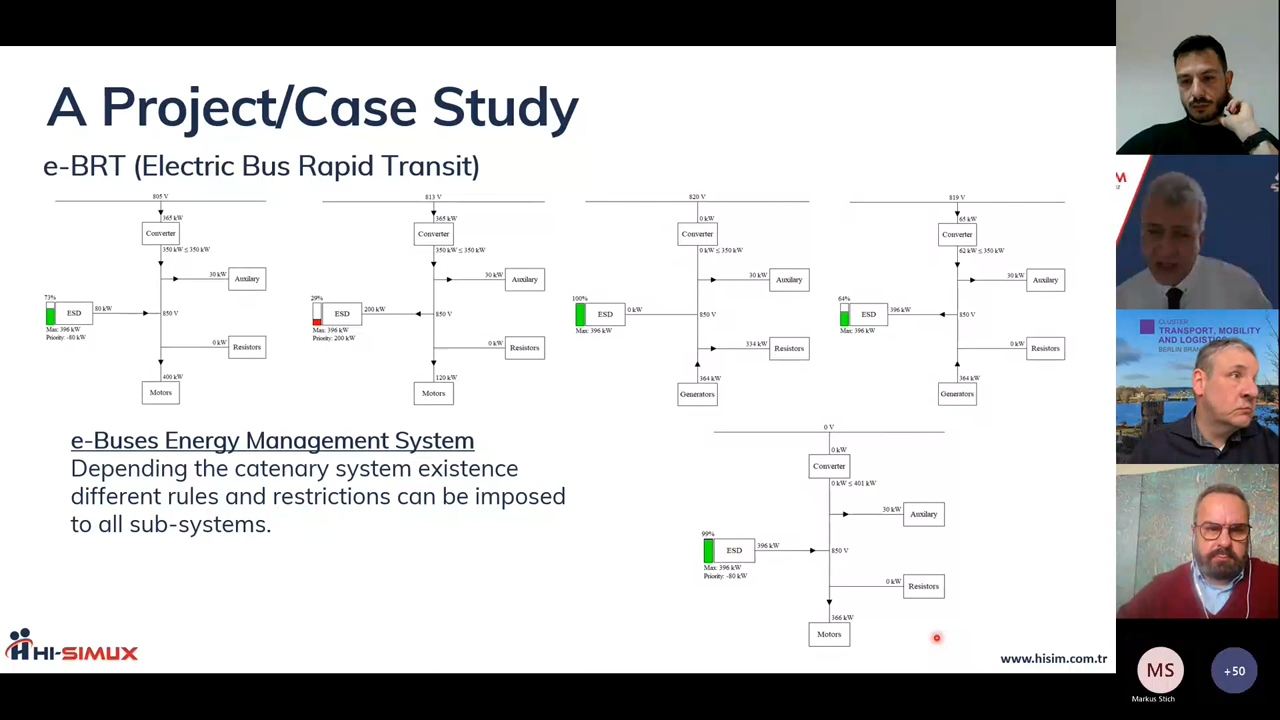 A Project/Case Study
e-BRT (Electric Bus Rapid Transit)
805 V
365 kW
Converter
350 kW ≤ 350 kW
30 kW
Auxilary
73%
ESD
80 kW
850 V
Max: 396 kW
Priority: -80 kW
0 kW
Resistors
400 kW
Motors
813 V
365 kW
Converter
350 kW ≤ 350 kW
30 kW
Auxilary
29%
ESD
200 kW
850 V
Max: 396 kW
Priority: 200 kW
0 kW
Resistors
120 kW
Motors
820 V
0 kW
Converter
0 kW ≤ 350 kW
30 kW
Auxilary
100%
ESD
0 kW
850 V
Max: 396 kW
334 kW
Resistors
364 kW
Generators
819 V
65 kW
Converter
62 kW ≤ 350 kW
30 kW
Auxilary
64%
ESD
396 kW
850 V
Max: 396 kW
0 kW
Resistors
364 kW
Generators
e-Buses Energy Management System
Depending the catenary system existence
different rules and restrictions can be imposed
to all sub-systems.
0 V
0 kW
Converter
0 kW ≤ 401 kW
30 kW
Auxilary
99%
ESD
396 kW
850 V
Max: 396 kW
Priority: -80 kW
0 kW
Resistors
366 kW
Motors
HI-SIMUX
www.hisim.com.tr
CLUSTER
TRANSPORT, MOBILITY
AND LOGISTICS
MS
Markus Stich
+50